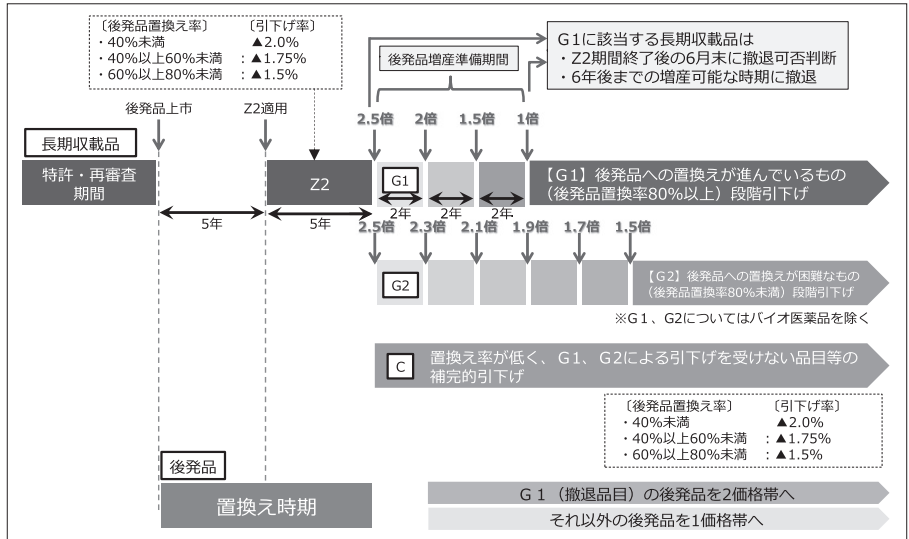 〔後発品置換え率〕 〔引下げ率〕
・40%未満 ▲2.0%
・40%以上60%未満 : ▲1.75%
・60%以上80%未満 : ▲1.5%
G1に該当する長期収載品は
・Z2期間終了後の6月末に撤退可否判断
・6年後までの増産可能な時期に撤退
後発品増産準備期間
後発品上市 Z2適用
2.5倍 2倍 1.5倍 1倍
長期収載品
特許・再審査
期間
Z2
G1
【G1】後発品への置換えが進んでいるもの
(後発品置換率80%以上)段階引下げ
5年 5年 2年 2年 2年
2.5倍 2.3倍 2.1倍 1.9倍 1.7倍 1.5倍
G2
【G2】後発品への置換えが困難なもの
(後発品置換率80%未満)段階引下げ
※G1、G2についてはバイオ医薬品を除く
C
置換え率が低く、G1、G2による引下げを受けない品目等の
補完的引下げ
〔後発品置換え率〕 〔引下げ率〕
・40%未満 ▲2.0%
・40%以上60%未満 : ▲1.75%
・60%以上80%未満 : ▲1.5%
後発品
置換え時期
G1(撤退品目)の後発品を2価格帯へ
それ以外の後発品を1価格帯へ